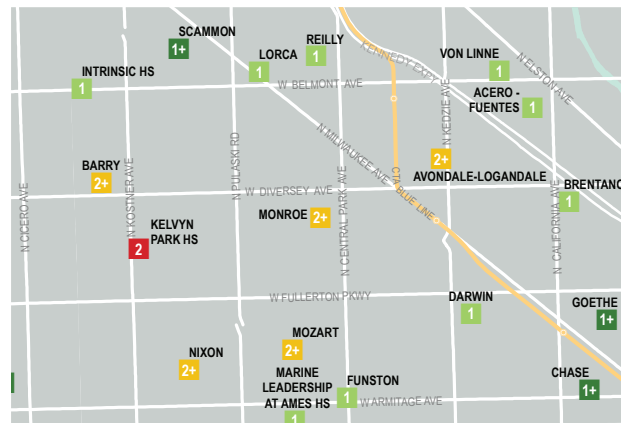 SCAMMON
1+
REILLY
1
LORCA
1
KENNEDY EXPY
VON LINNE
1
N ELSTON AVE
INTRINSIC HS
1
W BELMONT AVE
ACERO -
FUENTES
1
N KEDZIE AVE
N PULASKI RD
N MILWAUKEE AVE
BARRY
2+
N KOSTNER AVE
CTA BLUE LINE
2+
AVONDALE-LOGANDALE
W DIVERSEY AVE
BRENTANO
1
N CICERO AVE
KELVYN
PARK HS
2
MONROE
2+
N CENTRAL PARK AVE
N CALIFORNIA AVE
W FULLERTON PKWY
DARWIN
1
GOETHE
1+
NIXON
2+
MOZART
2+
MARINE
LEADERSHIP
AT AMES HS
1
FUNSTON
1
W ARMITAGE AVE
CHASE
1+